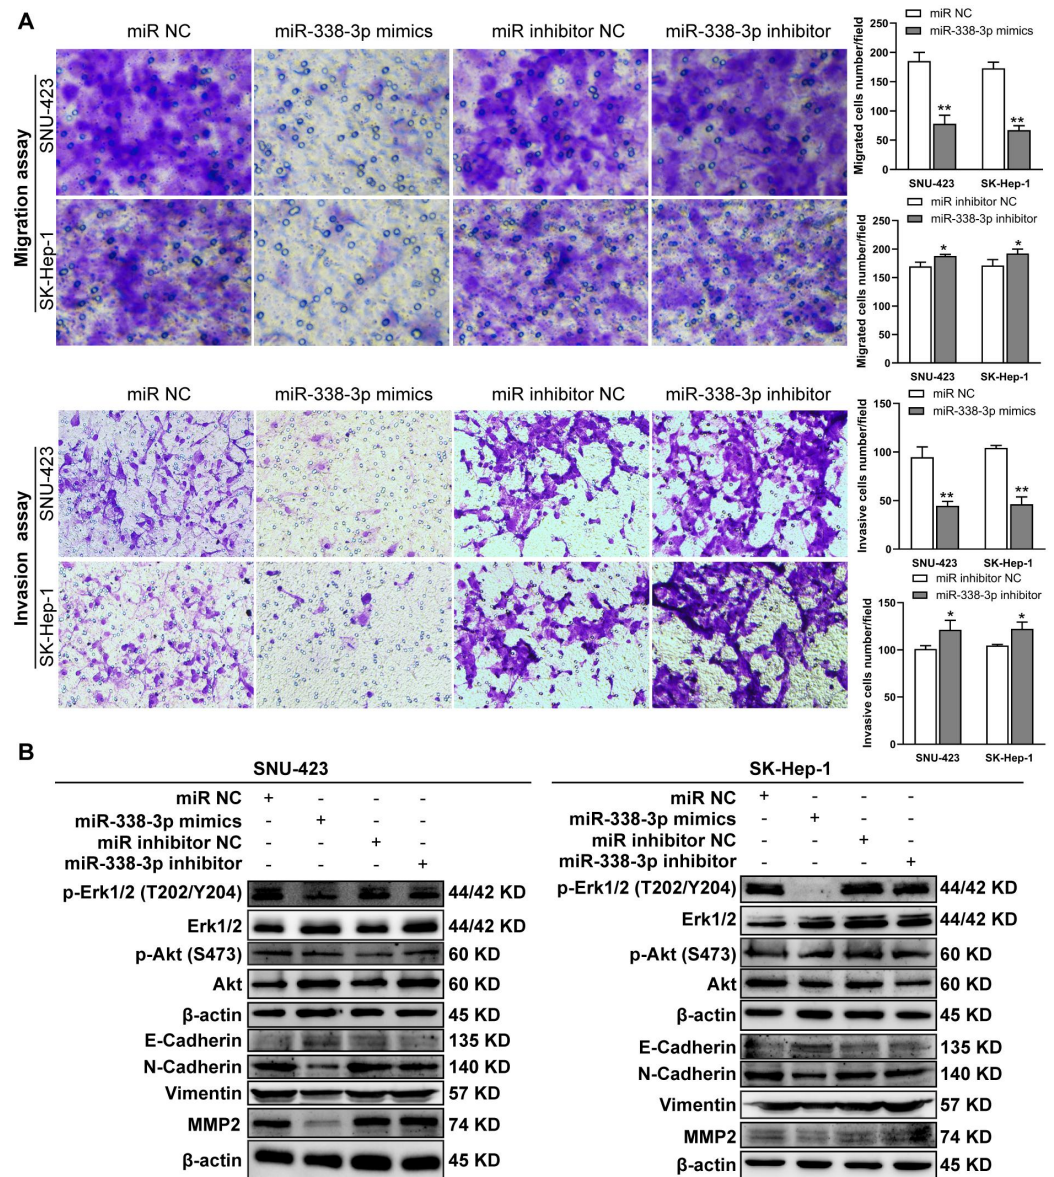 A
miR NC miR-338-3p mimics miR inhibitor NC miR-338-3p inhibitor
Migration assay
SNU-423
SK-Hep-1
miR NC
miR-338-3p mimics
Migrated cells number/field
250
200
150
100
50
0
** **
SNU-423 SK-Hep-1
miR inhibitor NC
miR-338-3p inhibitor
Migrated cells number/field
250
200
150
100
50
0
* *
SNU-423 SK-Hep-1
miR NC miR-338-3p mimics miR inhibitor NC miR-338-3p inhibitor
Invasion assay
SNU-423
SK-Hep-1
miR NC
miR-338-3p mimics
Invasive cells number/field
150
100
50
0
** **
SNU-423 SK-Hep-1
miR inhibitor NC
miR-338-3p inhibitor
Invasive cells number/field
150
100
50
0
* *
SNU-423 SK-Hep-1
B
SNU-423
miR NC + - - -
miR-338-3p mimics - + - -
miR inhibitor NC - - + -
miR-338-3p inhibitor - - - +
p-Erk1/2 (T202/Y204) 44/42 KD
Erk1/2 44/42 KD
p-Akt (S473) 60 KD
Akt 60 KD
β-actin 45 KD
E-Cadherin 135 KD
N-Cadherin 140 KD
Vimentin 57 KD
MMP2 74 KD
β-actin 45 KD
SK-Hep-1
miR NC + - - -
miR-338-3p mimics - + - -
miR inhibitor NC - - + -
miR-338-3p inhibitor - - - +
p-Erk1/2 (T202/Y204) 44/42 KD
Erk1/2 44/42 KD
p-Akt (S473) 60 KD
Akt 60 KD
β-actin 45 KD
E-Cadherin 135 KD
N-Cadherin 140 KD
Vimentin 57 KD
MMP2 74 KD
β-actin 45 KD